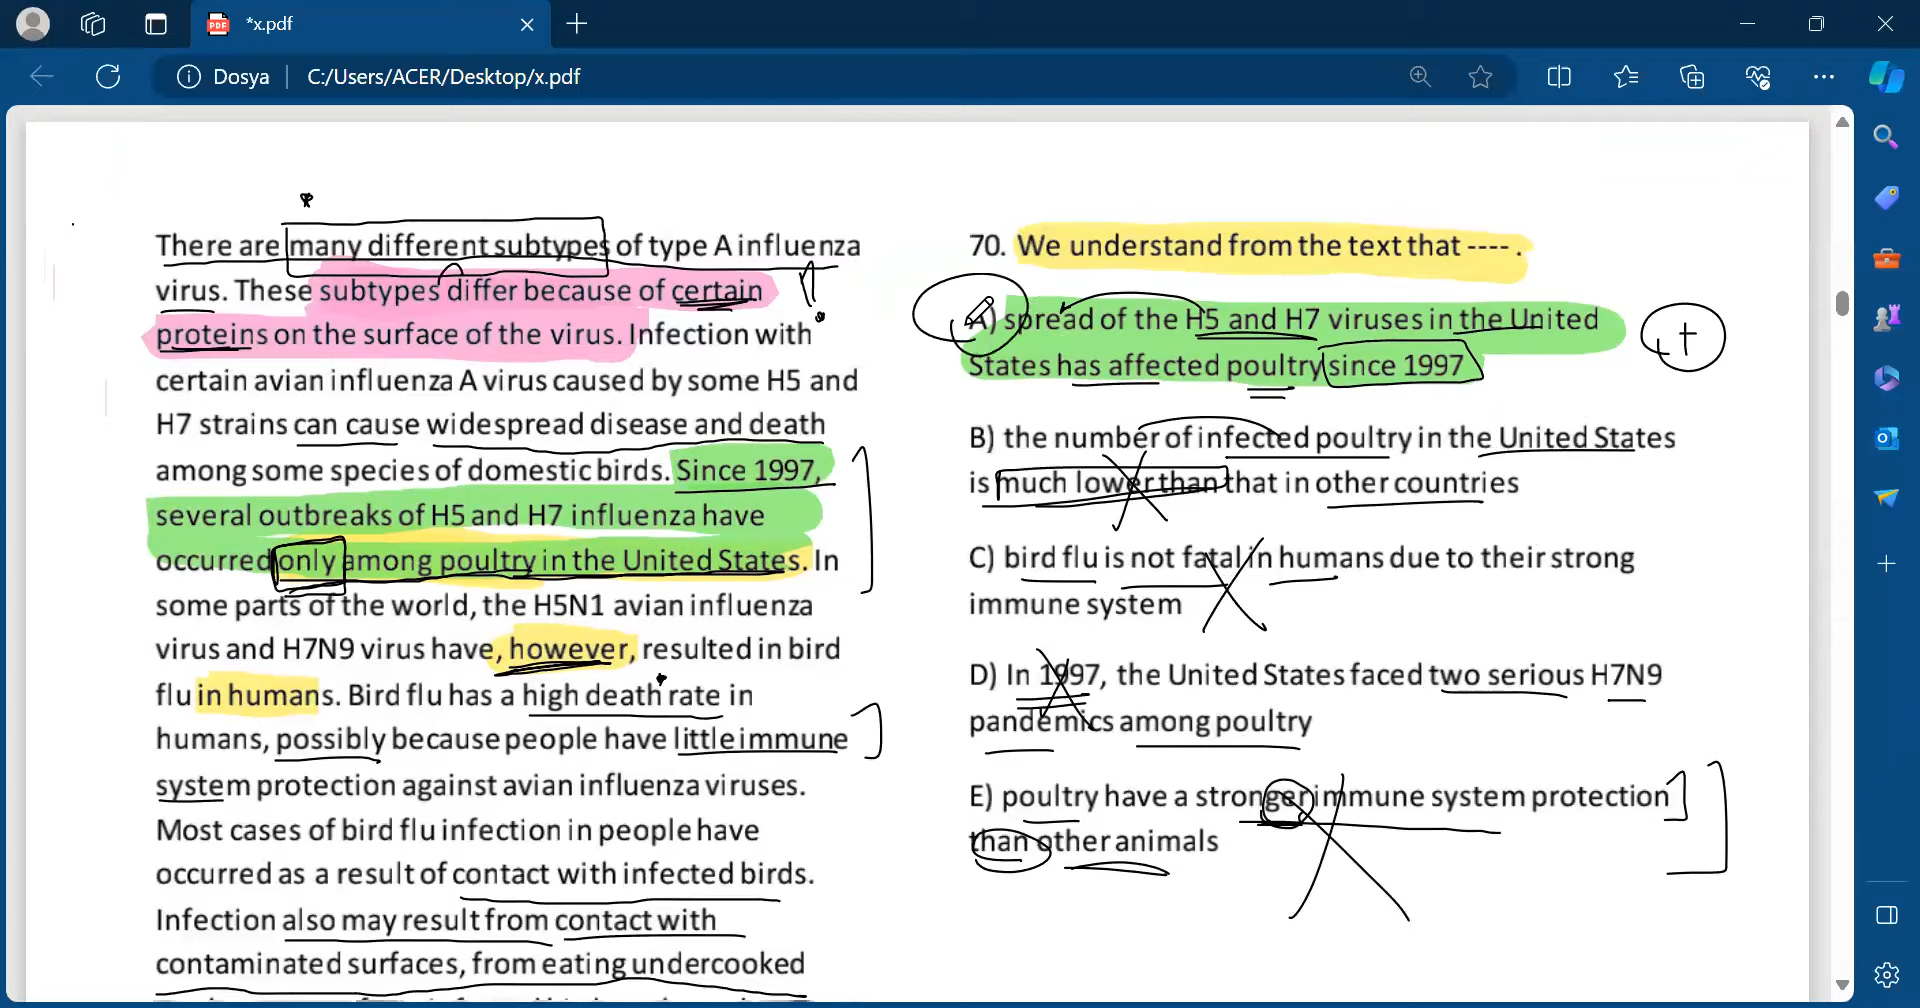 *x.pdf
Dosya
C:/Users/ACER/Desktop/x.pdf
There are many different subtypes of type A influenza
virus. These subtypes differ because of certain
proteins on the surface of the virus. Infection with
certain avian influenza A virus caused by some H5 and
H7 strains can cause widespread disease and death
among some species of domestic birds. Since 1997,
several outbreaks of H5 and H7 influenza have
occurred only among poultry in the United States. In
some parts of the world, the H5N1 avian influenza
virus and H7N9 virus have, however, resulted in bird
flu in humans. Bird flu has a high death rate in
humans, possibly because people have little immune
system protection against avian influenza viruses.
Most cases of bird flu infection in people have
occurred as a result of contact with infected birds.
Infection also may result from contact with
contaminated surfaces, from eating undercooked
70. We understand from the text that ---- .
A) spread of the H5 and H7 viruses in the United
States has affected poultry since 1997
B) the number of infected poultry in the United States
is much lower than that in other countries
C) bird flu is not fatal in humans due to their strong
immune system
D) In 1997, the United States faced two serious H7N9
pandemics among poultry
E) poultry have a stronger immune system protection
than other animals